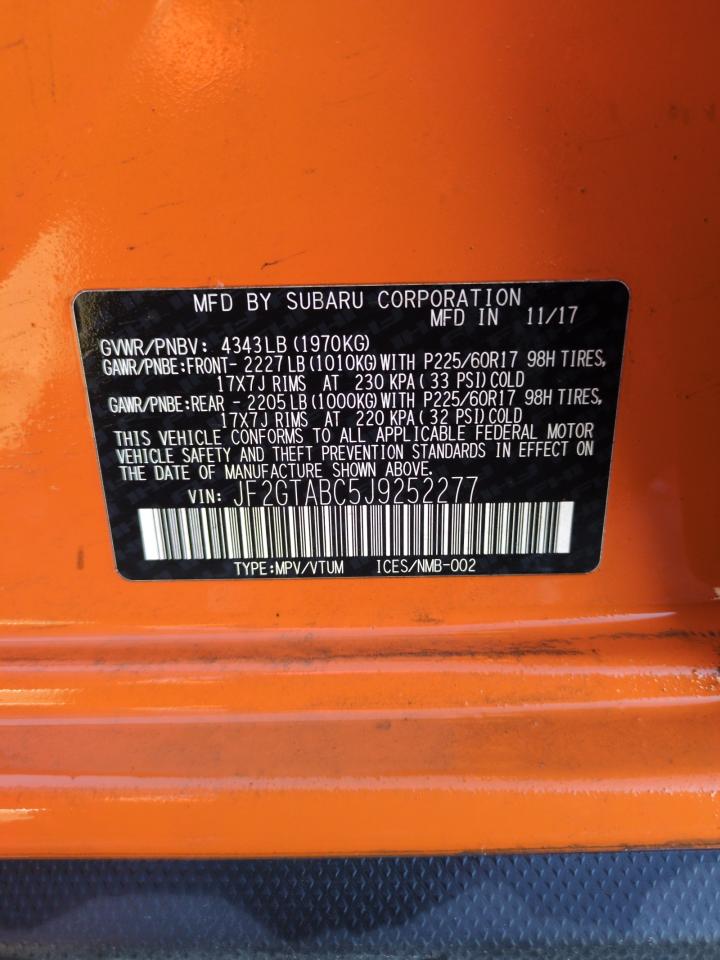 MFD BY SUBARU CORPORATION
MFD IN 11/17
GVWR/PNBV: 4343LB (1970KG)
GAWR/PNBE:FRONT- 2227LB (1010KG) WITH P225/60R17 98H TIRES,
17X7J RIMS AT 230 KPA (33 PSI) COLD
GAWR/PNBE:REAR - 2205LB (1000KG) WITH P225/60R17 98H TIRES,
17X7J RIMS AT 220 KPA (32 PSI) COLD
THIS VEHICLE CONFORMS TO ALL APPLICABLE FEDERAL MOTOR
VEHICLE SAFETY AND THEFT PREVENTION STANDARDS IN EFFECT ON
THE DATE OF MANUFACTURE SHOWN ABOVE.
VIN: JF2GTABC5J9252277
TYPE:MPV/VTUM ICES/NMB-002